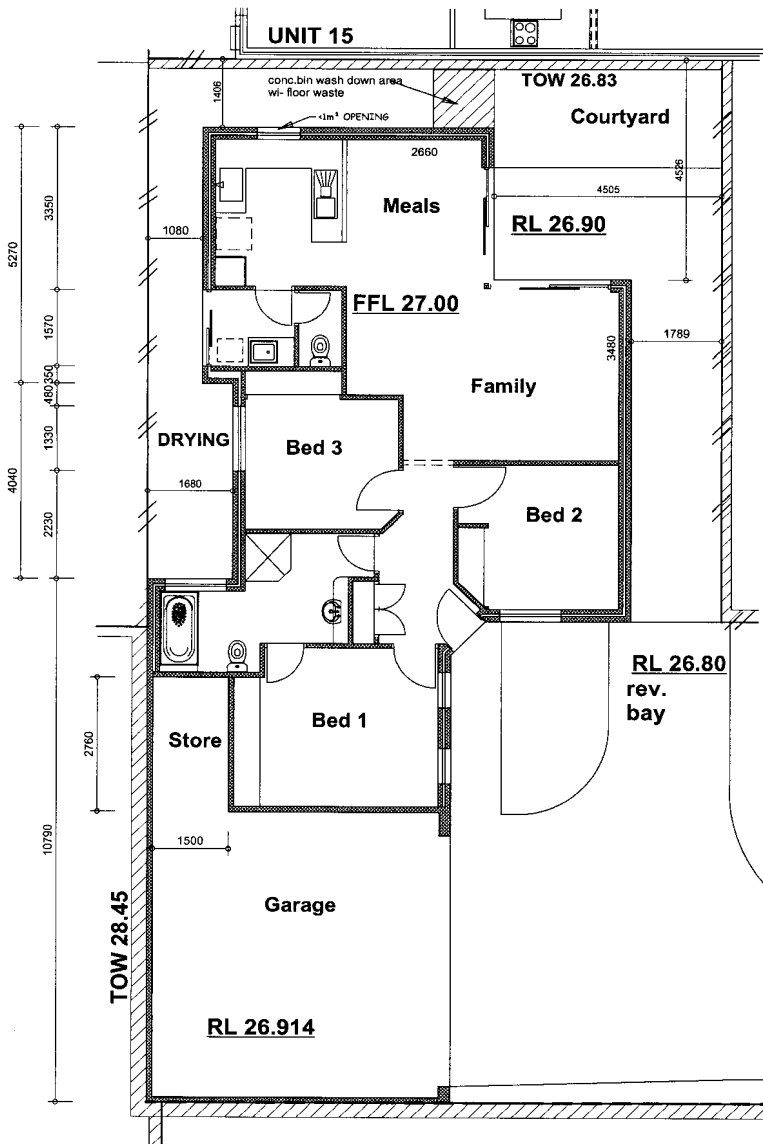 UNIT 15
conc.bin wash down area
wi- floor waste
TOW 26.83
Courtyard
1406
<1m² OPENING
2660
4526
Meals
4505
3350
5270
1080
RL 26.90
FFL 27.00
1570
1789
3480
350
480
Family
1330
DRYING
Bed 3
4040
1680
2230
Bed 2
RL 26.80
rev.
bay
Bed 1
Store
2760
1500
10790
Garage
TOW 28.45
RL 26.914